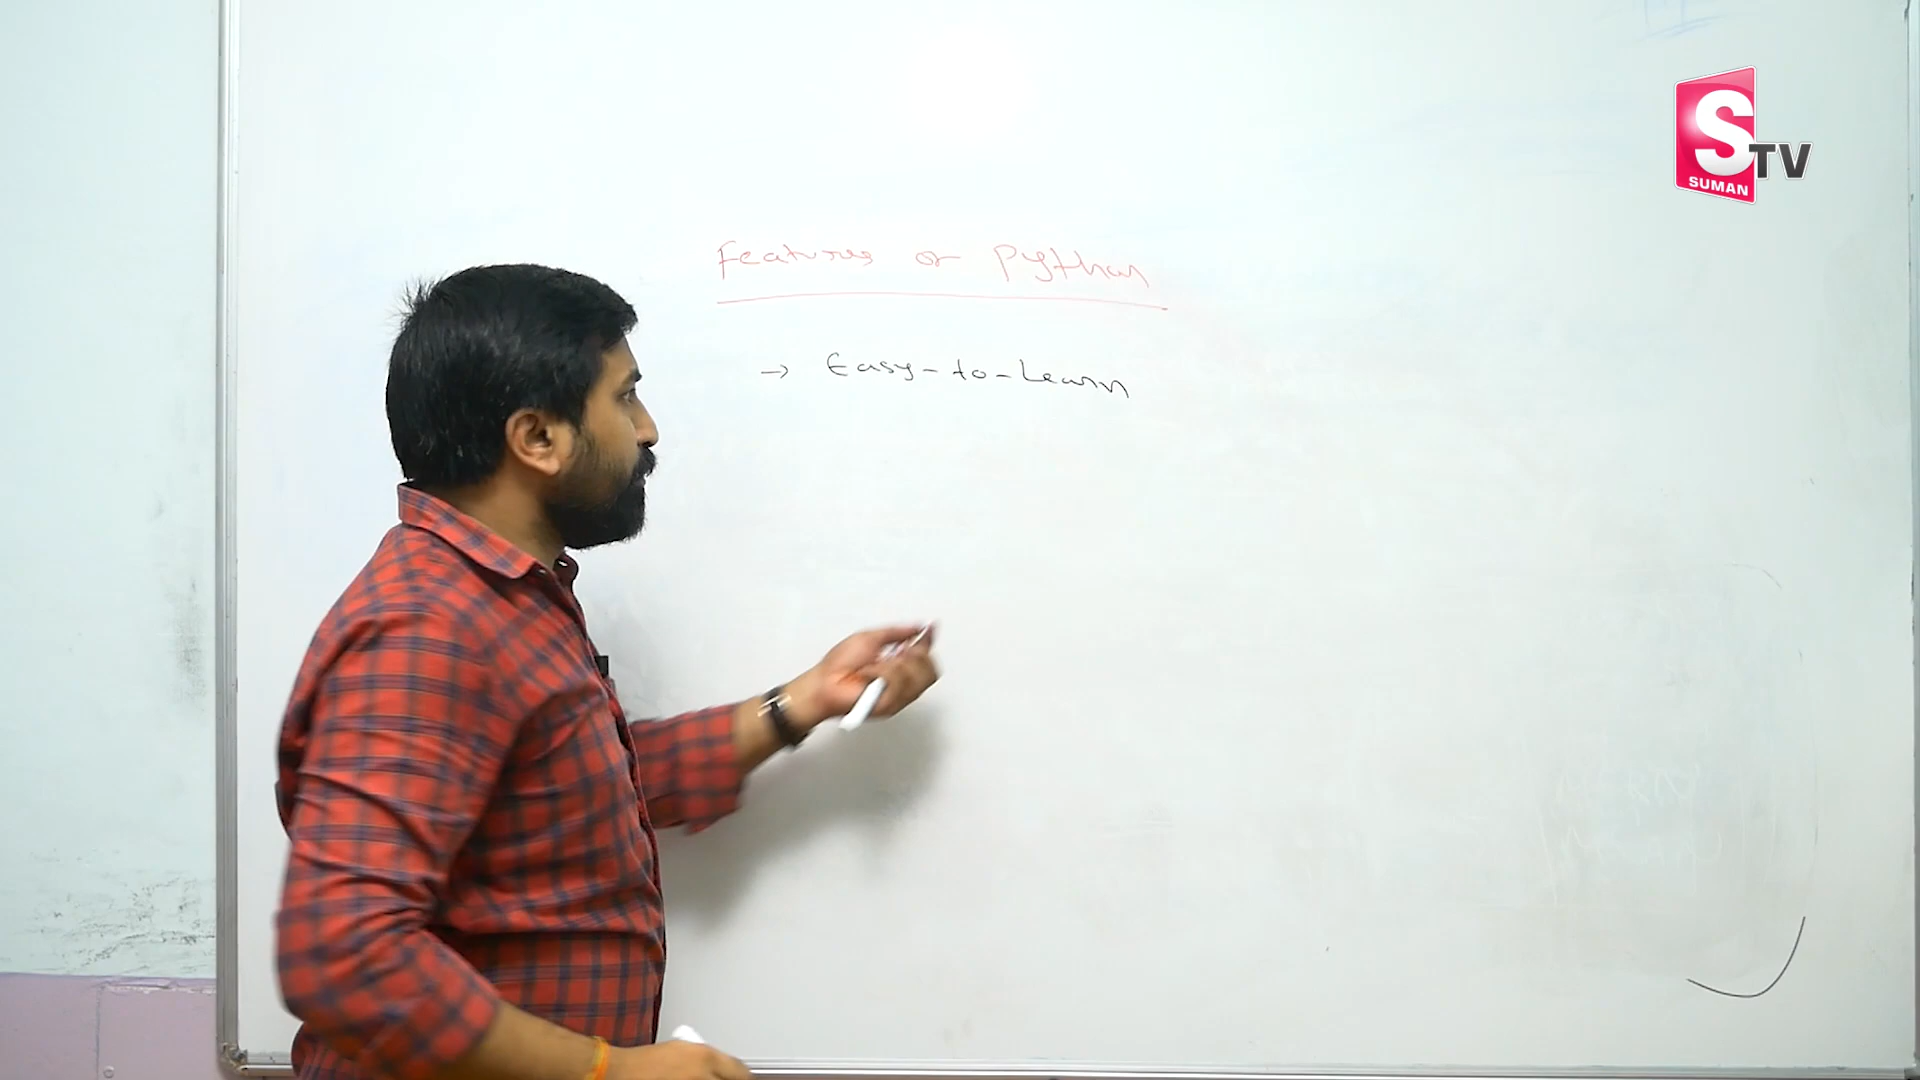 S TV
SUMAN
Features of Python
→ Easy-to-Learn